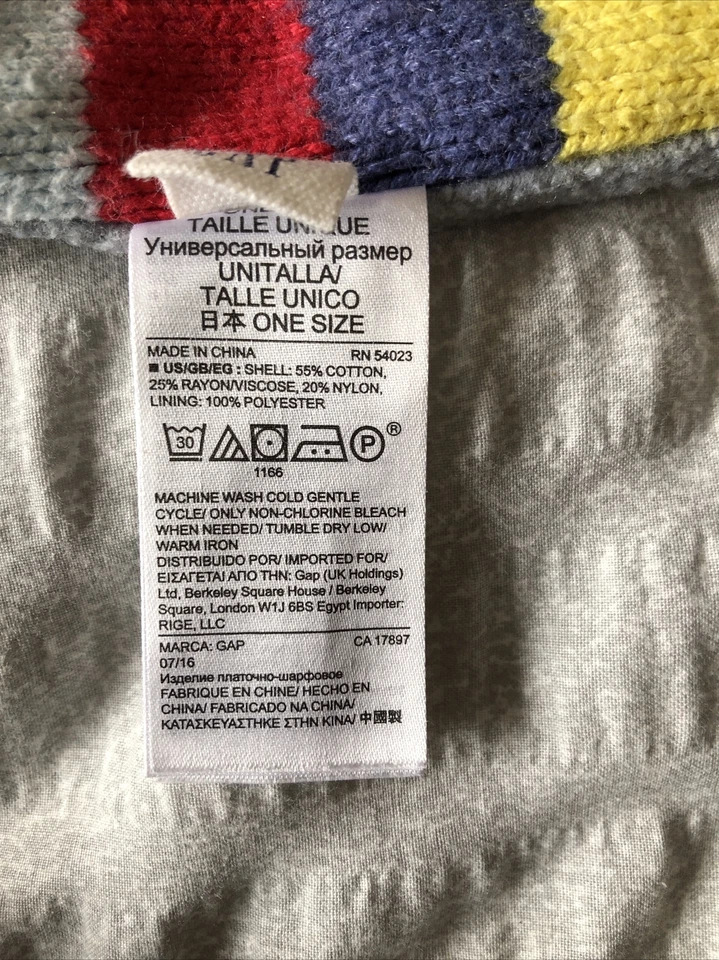 TAILLE UNIQUE
Универсальный размер
UNITALLA/
TALLE UNICO
日本 ONE SIZE
MADE IN CHINA RN 54023
■ US/GB/EG : SHELL: 55% COTTON,
25% RAYON/VISCOSE, 20% NYLON,
LINING: 100% POLYESTER
30 P ®
1166
MACHINE WASH COLD GENTLE
CYCLE/ ONLY NON-CHLORINE BLEACH
WHEN NEEDED/ TUMBLE DRY LOW/
WARM IRON
DISTRIBUIDO POR/ IMPORTED FOR/
ΕΙΣΑΓΕΤΑΙ ΑΠΟ ΤΗΝ: Gap (UK Holdings)
Ltd, Berkeley Square House / Berkeley
Square, London W1J 6BS Egypt Importer:
RIGE, LLC
MARCA: GAP CA 17897
07/16
Изделие платочно-шарфовое
FABRIQUE EN CHINE/ HECHO EN
CHINA/ FABRICADO NA CHINA/
ΚΑΤΑΣΚΕΥΑΣΤΗΚΕ ΣΤΗΝ ΚΙΝΑ/ 中國製